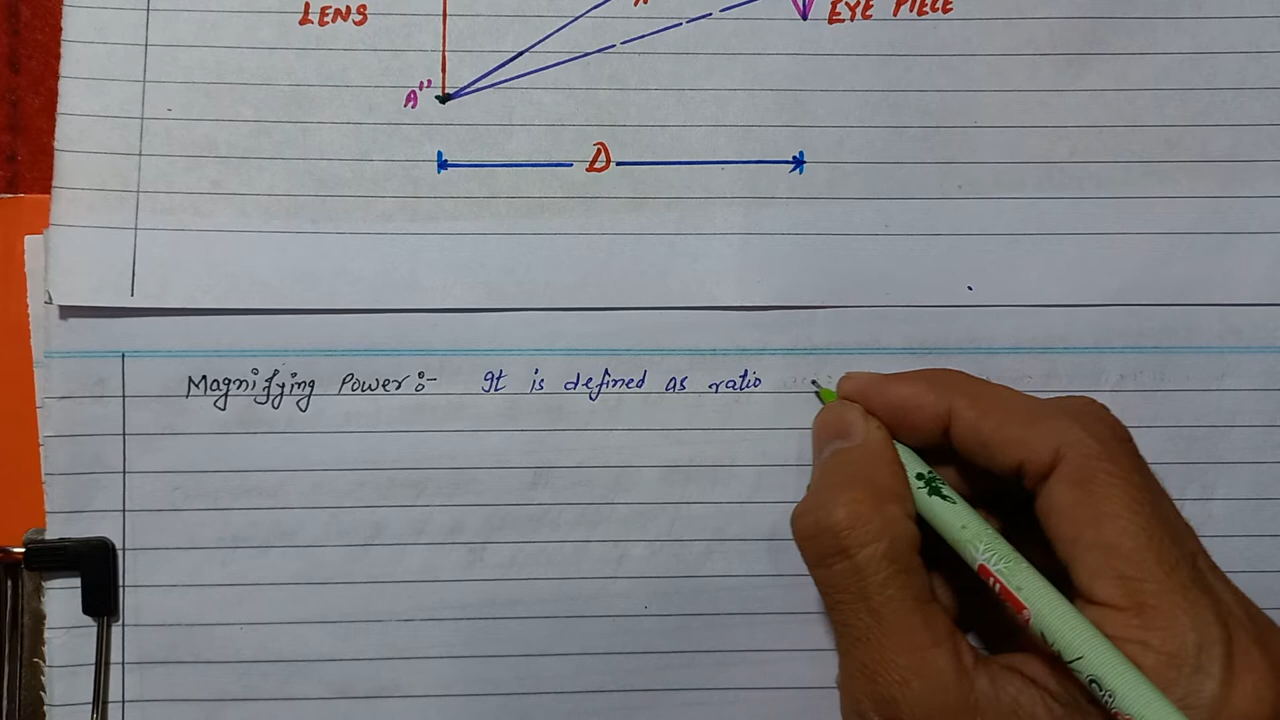 LENS
EYE PIECE
A"
D
Magnifying Power:- It is defined as ratio